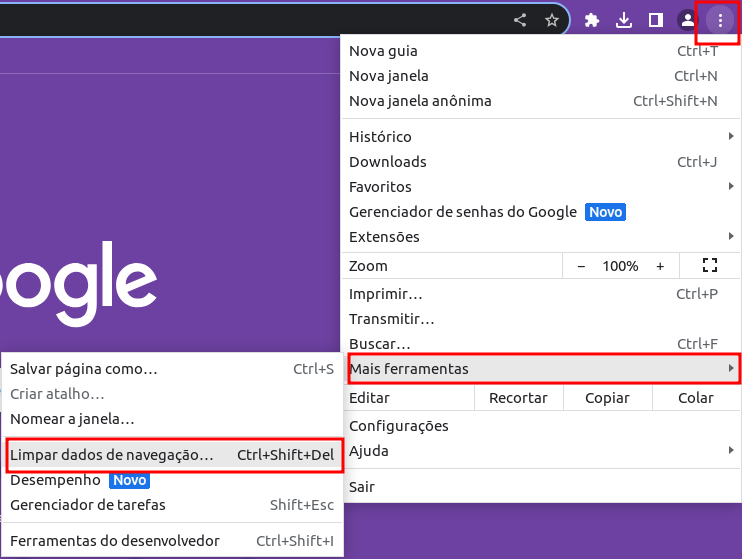 Nova guia Ctrl+T
Nova janela Ctrl+N
Nova janela anônima Ctrl+Shift+N
Histórico
Downloads Ctrl+J
Favoritos
Gerenciador de senhas do Google Novo
Extensões
Zoom − 100% +
Imprimir… Ctrl+P
Transmitir…
Buscar… Ctrl+F
Mais ferramentas
Editar Recortar Copiar Colar
Configurações
Ajuda
Sair
oogle
Salvar página como… Ctrl+S
Criar atalho…
Nomear a janela…
Limpar dados de navegação… Ctrl+Shift+Del
Desempenho Novo
Gerenciador de tarefas Shift+Esc
Ferramentas do desenvolvedor Ctrl+Shift+I